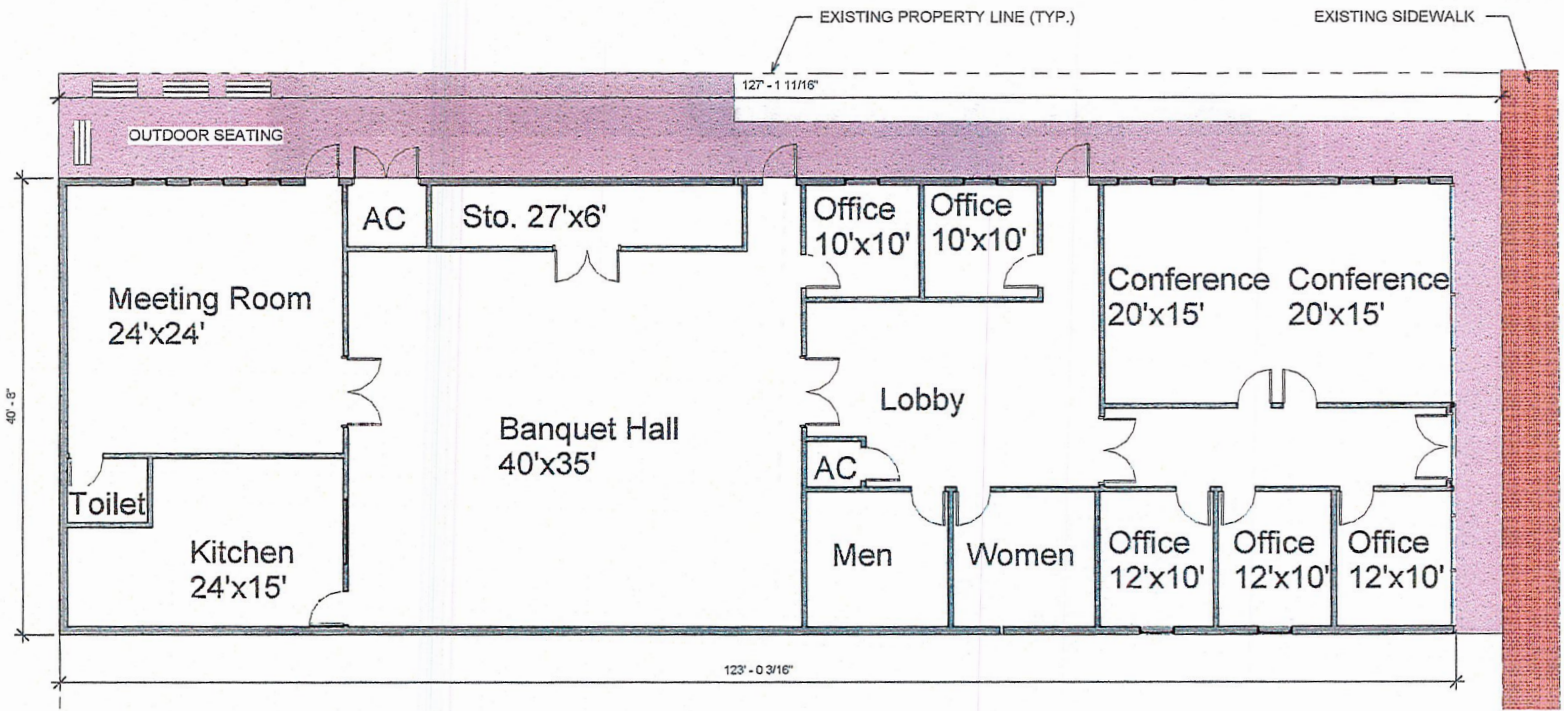 EXISTING PROPERTY LINE (TYP.)
EXISTING SIDEWALK
127' - 1 11/16"
OUTDOOR SEATING
AC
Sto. 27'x6'
Office
10'x10'
Office
10'x10'
Meeting Room
24'x24'
Conference
20'x15'
Conference
20'x15'
40' - 8"
Banquet Hall
40'x35'
Lobby
AC
Toilet
Kitchen
24'x15'
Men
Women
Office
12'x10'
Office
12'x10'
Office
12'x10'
123' - 0 3/16"